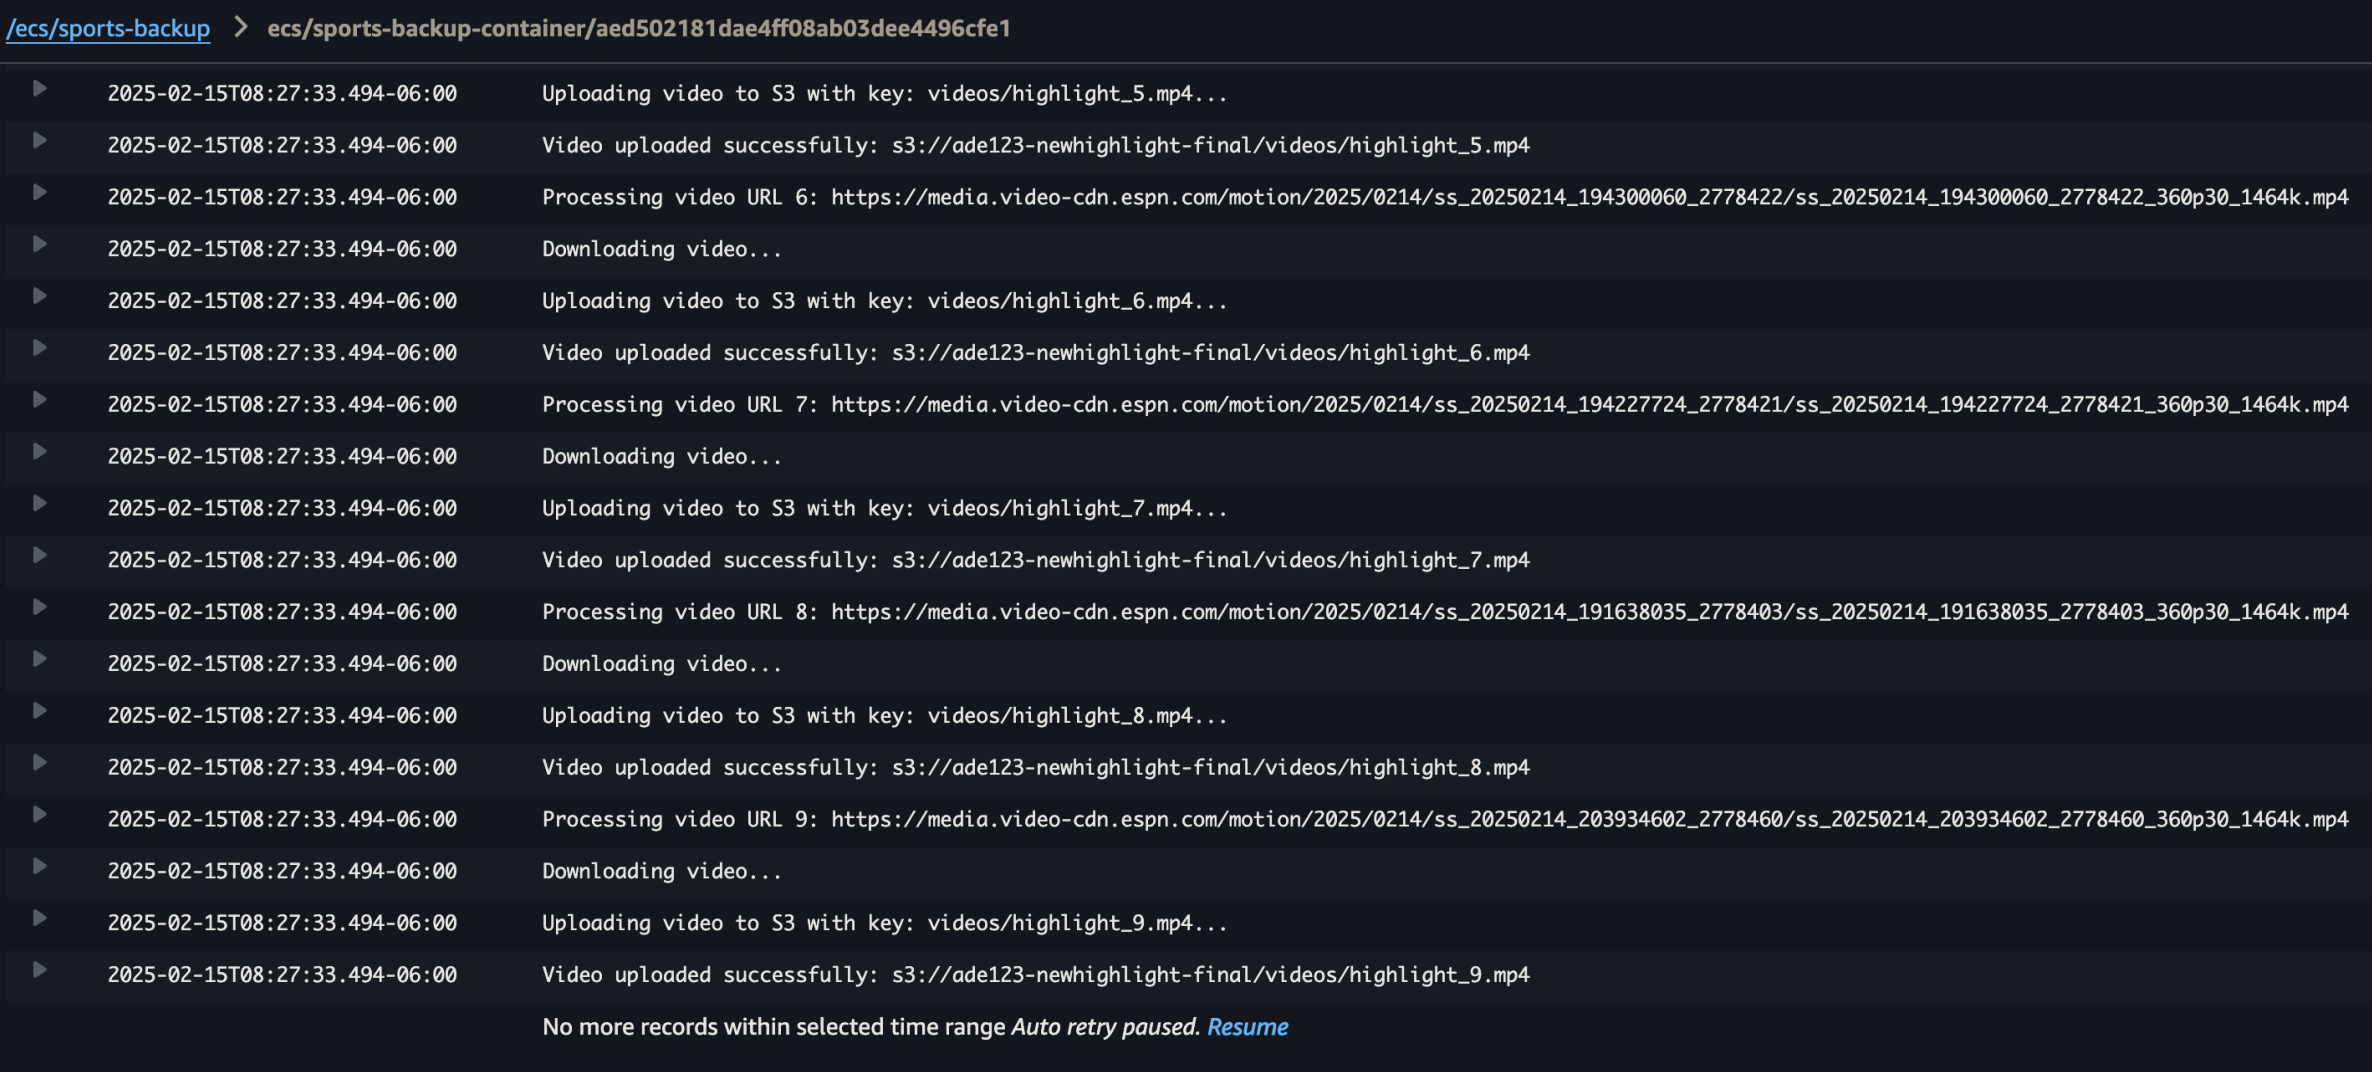 /ecs/sports-backup > ecs/sports-backup-container/aed502181dae4ff08ab03dee4496cfe1
2025-02-15T08:27:33.494-06:00 Uploading video to S3 with key: videos/highlight_5.mp4...
2025-02-15T08:27:33.494-06:00 Video uploaded successfully: s3://ade123-newhighlight-final/videos/highlight_5.mp4
2025-02-15T08:27:33.494-06:00 Processing video URL 6: https://media.video-cdn.espn.com/motion/2025/0214/ss_20250214_194300060_2778422/ss_20250214_194300060_2778422_360p30_1464k.mp4
2025-02-15T08:27:33.494-06:00 Downloading video...
2025-02-15T08:27:33.494-06:00 Uploading video to S3 with key: videos/highlight_6.mp4...
2025-02-15T08:27:33.494-06:00 Video uploaded successfully: s3://ade123-newhighlight-final/videos/highlight_6.mp4
2025-02-15T08:27:33.494-06:00 Processing video URL 7: https://media.video-cdn.espn.com/motion/2025/0214/ss_20250214_194227724_2778421/ss_20250214_194227724_2778421_360p30_1464k.mp4
2025-02-15T08:27:33.494-06:00 Downloading video...
2025-02-15T08:27:33.494-06:00 Uploading video to S3 with key: videos/highlight_7.mp4...
2025-02-15T08:27:33.494-06:00 Video uploaded successfully: s3://ade123-newhighlight-final/videos/highlight_7.mp4
2025-02-15T08:27:33.494-06:00 Processing video URL 8: https://media.video-cdn.espn.com/motion/2025/0214/ss_20250214_191638035_2778403/ss_20250214_191638035_2778403_360p30_1464k.mp4
2025-02-15T08:27:33.494-06:00 Downloading video...
2025-02-15T08:27:33.494-06:00 Uploading video to S3 with key: videos/highlight_8.mp4...
2025-02-15T08:27:33.494-06:00 Video uploaded successfully: s3://ade123-newhighlight-final/videos/highlight_8.mp4
2025-02-15T08:27:33.494-06:00 Processing video URL 9: https://media.video-cdn.espn.com/motion/2025/0214/ss_20250214_203934602_2778460/ss_20250214_203934602_2778460_360p30_1464k.mp4
2025-02-15T08:27:33.494-06:00 Downloading video...
2025-02-15T08:27:33.494-06:00 Uploading video to S3 with key: videos/highlight_9.mp4...
2025-02-15T08:27:33.494-06:00 Video uploaded successfully: s3://ade123-newhighlight-final/videos/highlight_9.mp4
No more records within selected time range Auto retry paused. Resume